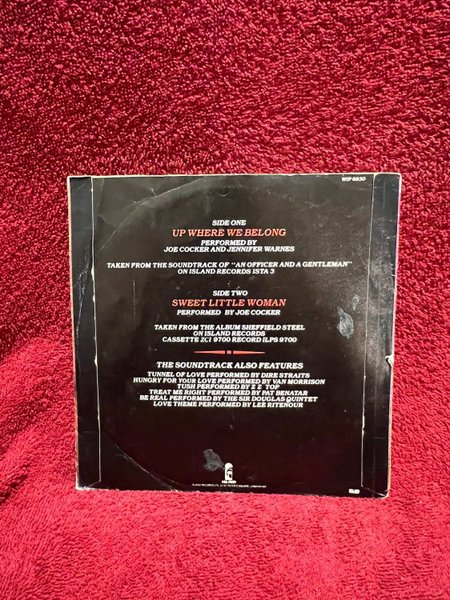 WIP 6830
SIDE ONE
UP WHERE WE BELONG
PERFORMED BY
JOE COCKER AND JENNIFER WARNES
TAKEN FROM THE SOUNDTRACK OF "AN OFFICER AND A GENTLEMAN"
ON ISLAND RECORDS ISTA 3
SIDE TWO
SWEET LITTLE WOMAN
PERFORMED BY JOE COCKER
TAKEN FROM THE ALBUM SHEFFIELD STEEL
ON ISLAND RECORDS
CASSETTE ZCI 9700 RECORD ILPS 9700
THE SOUNDTRACK ALSO FEATURES
TUNNEL OF LOVE PERFORMED BY DIRE STRAITS
HUNGRY FOR YOUR LOVE PERFORMED BY VAN MORRISON
TUSH PERFORMED BY Z Z TOP
TREAT ME RIGHT PERFORMED BY PAT BENATAR
BE REAL PERFORMED BY THE SIR DOUGLAS QUINTET
LOVE THEME PERFORMED BY LEE RITENOUR
ISLAND